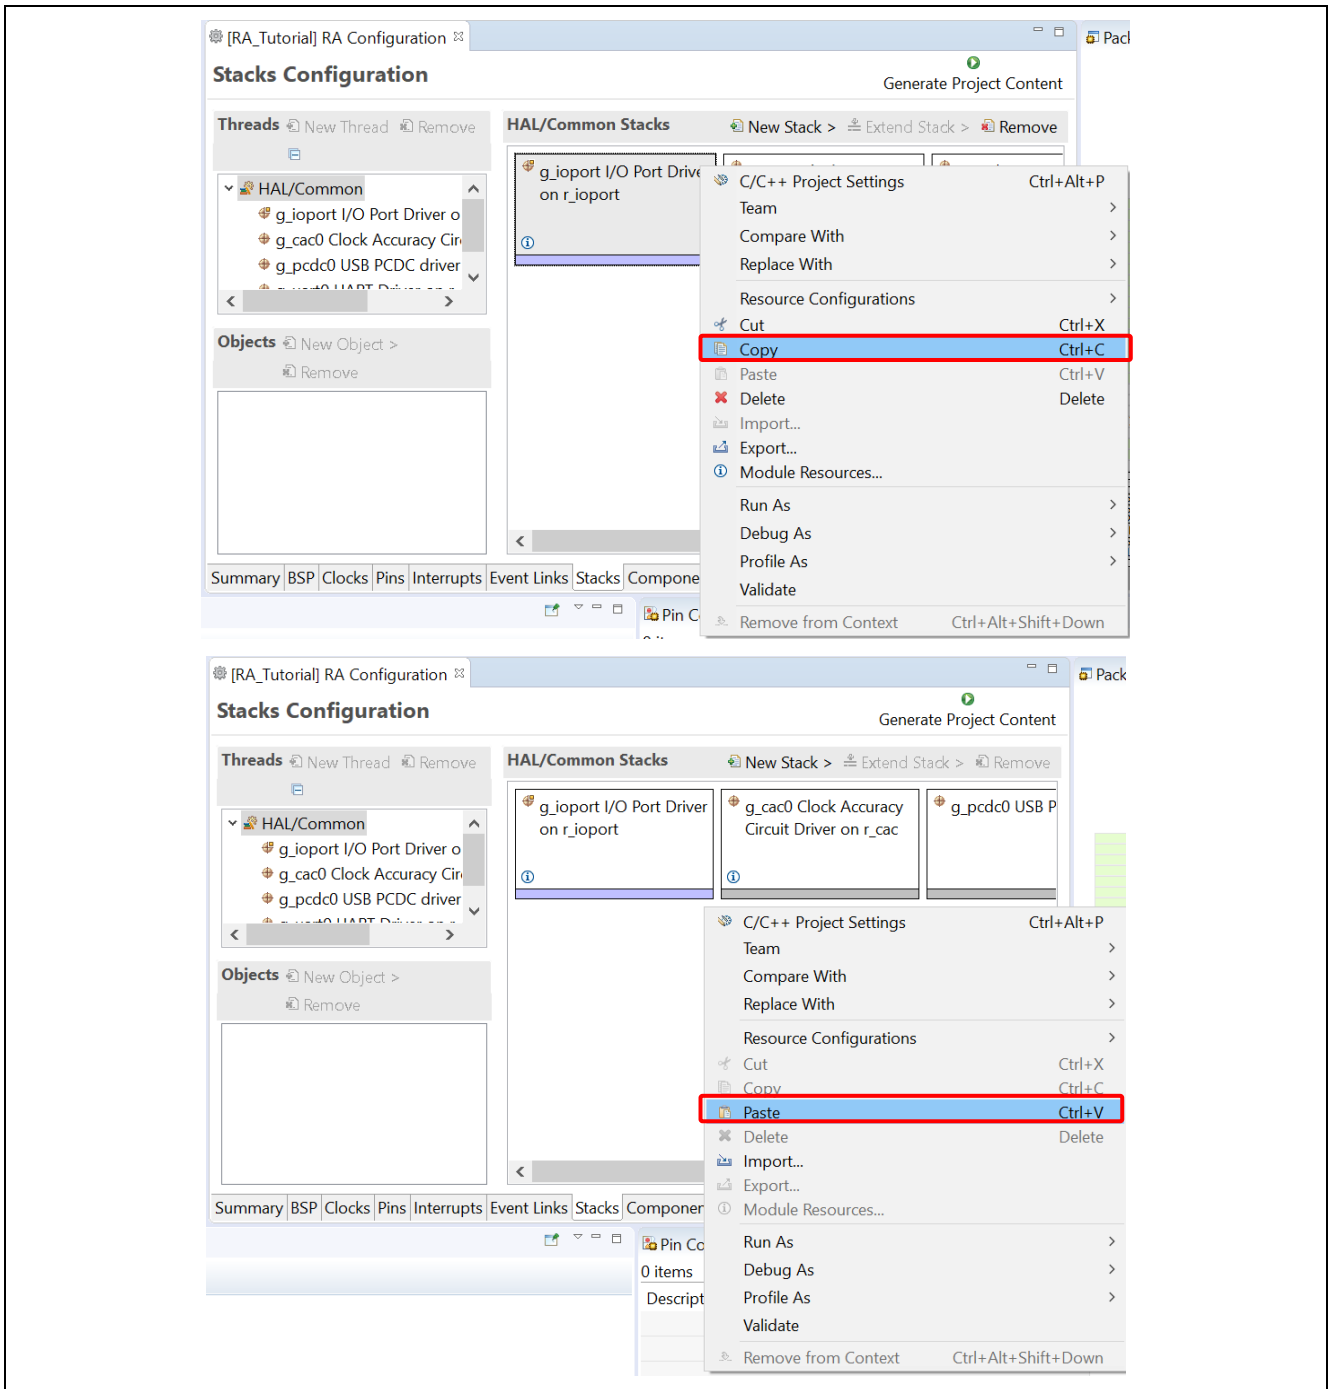 [RA_Tutorial] RA Configuration
Pack
Stacks Configuration
Generate Project Content
Threads New Thread Remove
HAL/Common Stacks New Stack > Extend Stack > Remove
HAL/Common
g_ioport I/O Port Driver o
g_cac0 Clock Accuracy Cir
g_pcdc0 USB PCDC driver
g_ioport I/O Port Drive
on r_ioport
Objects New Object >
Remove
C/C++ Project Settings Ctrl+Alt+P
Team
Compare With
Replace With
Resource Configurations
Cut Ctrl+X
Copy Ctrl+C
Paste Ctrl+V
Delete Delete
Import...
Export...
Module Resources...
Run As
Debug As
Profile As
Validate
Remove from Context Ctrl+Alt+Shift+Down
Summary BSP Clocks Pins Interrupts Event Links Stacks Compone
Pin C
[RA_Tutorial] RA Configuration
Pack
Stacks Configuration
Generate Project Content
Threads New Thread Remove
HAL/Common Stacks New Stack > Extend Stack > Remove
HAL/Common
g_ioport I/O Port Driver o
g_cac0 Clock Accuracy Cir
g_pcdc0 USB PCDC driver
g_ioport I/O Port Driver
on r_ioport
g_cac0 Clock Accuracy
Circuit Driver on r_cac
g_pcdc0 USB P
Objects New Object >
Remove
C/C++ Project Settings Ctrl+Alt+P
Team
Compare With
Replace With
Resource Configurations
Cut Ctrl+X
Copy Ctrl+C
Paste Ctrl+V
Delete Delete
Import...
Export...
Module Resources...
Run As
Debug As
Profile As
Validate
Remove from Context Ctrl+Alt+Shift+Down
Summary BSP Clocks Pins Interrupts Event Links Stacks Componen
Pin Co
0 items
Descript